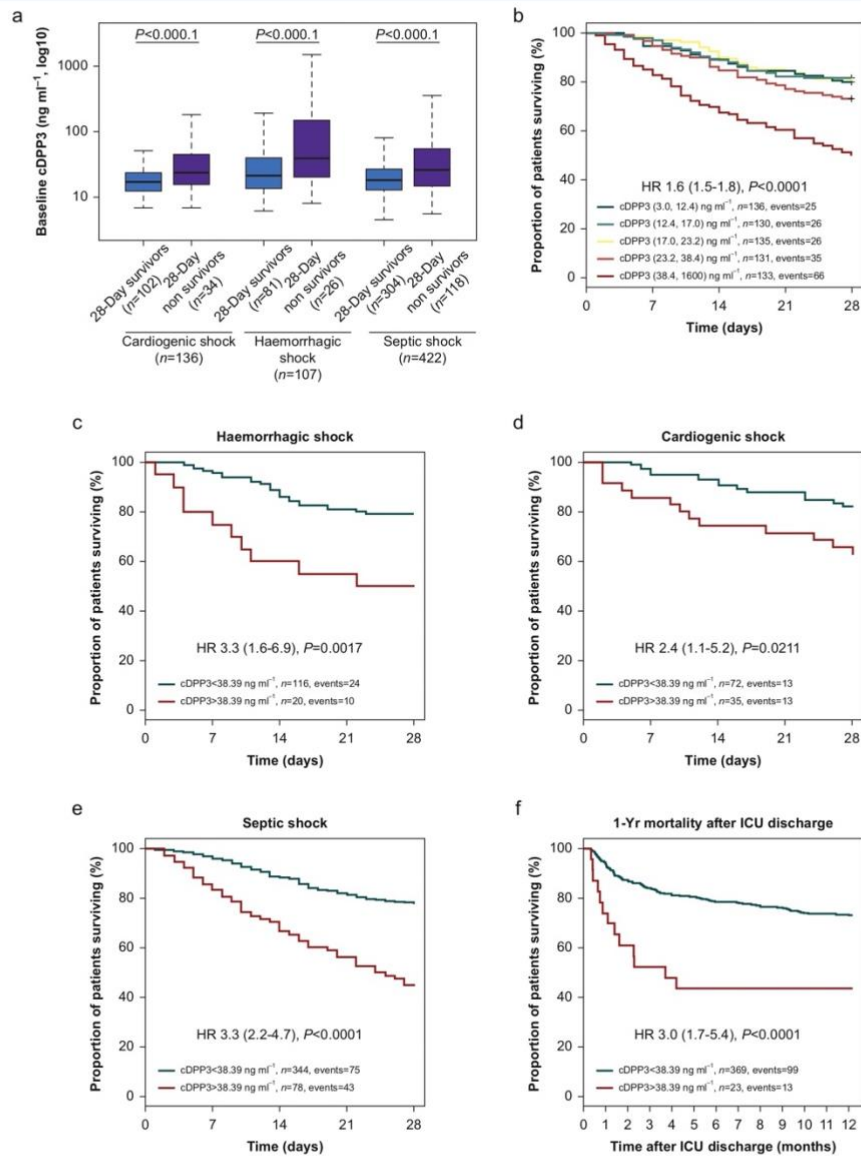 a
P<0.000.1
P<0.000.1
P<0.000.1
Baseline cDPP3 (ng ml⁻¹, log10)
1000
100
10
28-Day survivors
(n=102)
28-Day
non survivors
(n=34)
28-Day survivors
(n=81)
28-Day
non survivors
(n=26)
28-Day survivors
(n=304)
28-Day
non survivors
(n=118)
Cardiogenic shock
(n=136)
Haemorrhagic
shock
(n=107)
Septic shock
(n=422)
b
Proportion of patients surviving (%)
100
80
60
40
20
0
HR 1.6 (1.5-1.8), P<0.0001
cDPP3 (3.0, 12.4) ng ml⁻¹, n=136, events=25
cDPP3 (12.4, 17.0) ng ml⁻¹, n=130, events=26
cDPP3 (17.0, 23.2) ng ml⁻¹, n=135, events=26
cDPP3 (23.2, 38.4) ng ml⁻¹, n=131, events=35
cDPP3 (38.4, 1600) ng ml⁻¹, n=133, events=66
0 7 14 21 28
Time (days)
c
Haemorrhagic shock
Proportion of patients surviving (%)
100
80
60
40
20
0
HR 3.3 (1.6-6.9), P=0.0017
cDPP3<38.39 ng ml⁻¹, n=116, events=24
cDPP3>38.39 ng ml⁻¹, n=20, events=10
0 7 14 21 28
Time (days)
d
Cardiogenic shock
Proportion of patients surviving (%)
100
80
60
40
20
0
HR 2.4 (1.1-5.2), P=0.0211
cDPP3<38.39 ng ml⁻¹, n=72, events=13
cDPP3>38.39 ng ml⁻¹, n=35, events=13
0 7 14 21 28
Time (days)
e
Septic shock
Proportion of patients surviving (%)
100
80
60
40
20
0
HR 3.3 (2.2-4.7), P<0.0001
cDPP3<38.39 ng ml⁻¹, n=344, events=75
cDPP3>38.39 ng ml⁻¹, n=78, events=43
0 7 14 21 28
Time (days)
f
1-Yr mortality after ICU discharge
Proportion of patients surviving (%)
100
80
60
40
20
0
HR 3.0 (1.7-5.4), P<0.0001
cDPP3<38.39 ng ml⁻¹, n=369, events=99
cDPP3>38.39 ng ml⁻¹, n=23, events=13
0 1 2 3 4 5 6 7 8 9 10 11 12
Time after ICU discharge (months)